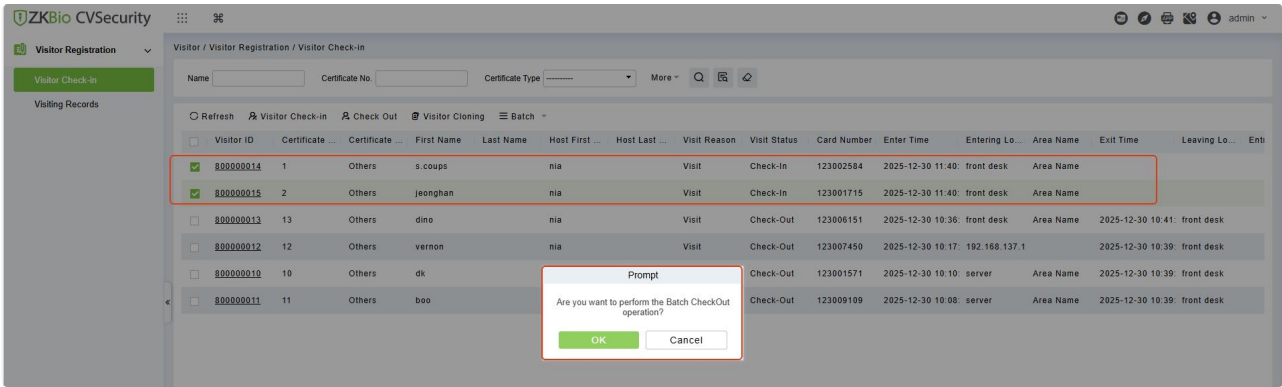 ZKBio CVSecurity
admin
Visitor Registration
Visitor / Visitor Registration / Visitor Check-in
Visitor Check-in
Visiting Records
Name
Certificate No.
Certificate Type ----------
More
Refresh Visitor Check-in Check Out Visitor Cloning Batch
Visitor ID Certificate ... Certificate ... First Name Last Name Host First ... Host Last ... Visit Reason Visit Status Card Number Enter Time Entering Lo... Area Name Exit Time Leaving Lo... Ent
800000014 1 Others s.coups nia Visit Check-In 123002584 2025-12-30 11:40: front desk Area Name
800000015 2 Others jeonghan nia Visit Check-In 123001715 2025-12-30 11:40: front desk Area Name
800000013 13 Others dino nia Visit Check-Out 123006151 2025-12-30 10:36: front desk Area Name 2025-12-30 10:41: front desk
800000012 12 Others vernon nia Visit Check-Out 123007450 2025-12-30 10:17: 192.168.137.1 2025-12-30 10:39: front desk
800000010 10 Others dk Check-Out 123001571 2025-12-30 10:10: server Area Name 2025-12-30 10:39: front desk
800000011 11 Others boo Check-Out 123009109 2025-12-30 10:08: server Area Name 2025-12-30 10:39: front desk
Prompt
Are you want to perform the Batch CheckOut
operation?
OK Cancel